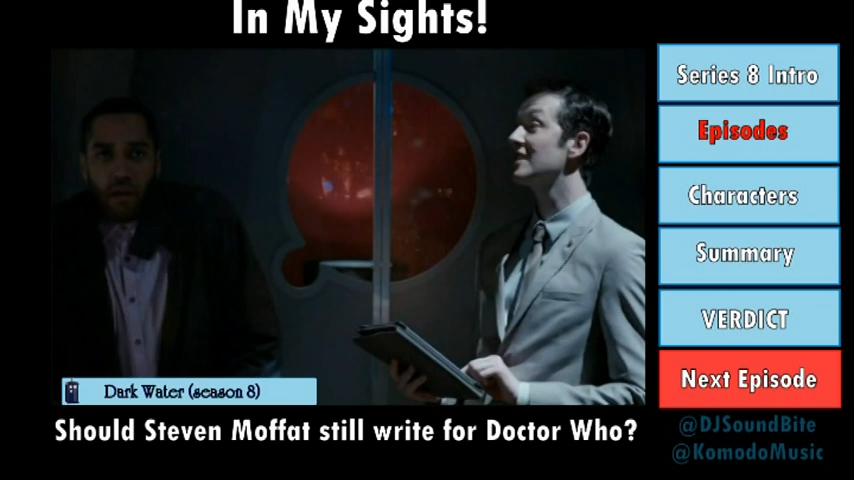 In My Sights!
Series 8 Intro
Episodes
Characters
Summary
VERDICT
Next Episode
Dark Water (season 8)
Should Steven Moffat still write for Doctor Who?
@DJSoundBite
@KomodoMusic